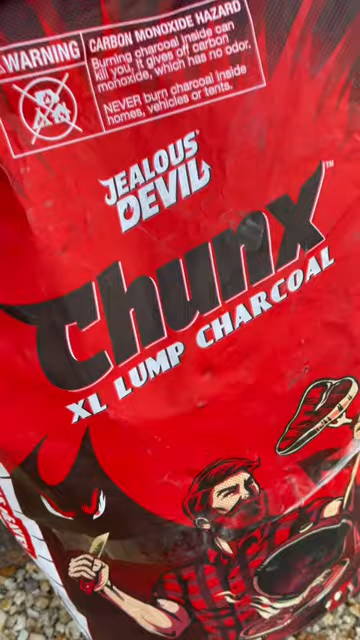 WARNING
CARBON MONOXIDE HAZARD
Burning charcoal inside can
kill you, it gives off carbon
monoxide, which has no odor.
NEVER burn charcoal inside
homes, vehicles or tents.
JEALOUS
DEVIL
Chunx™
XL LUMP CHARCOAL